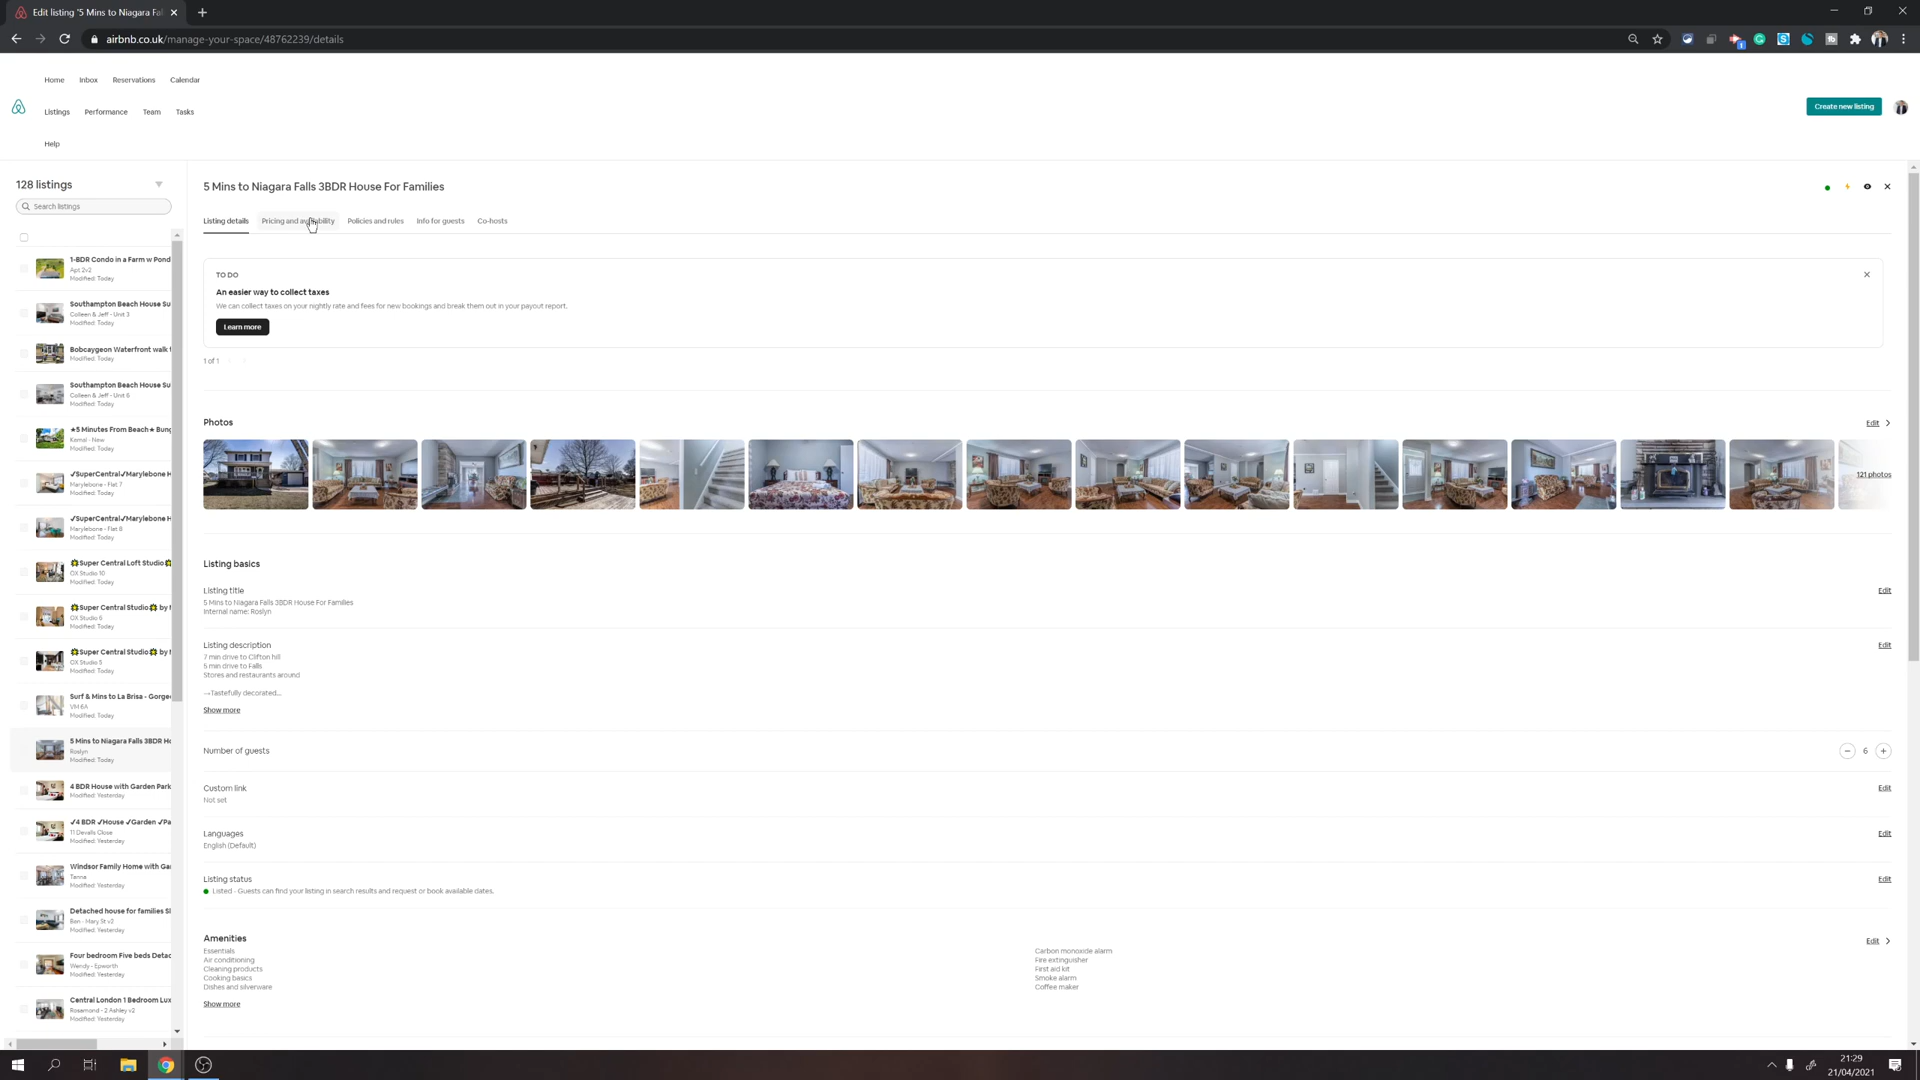 Edit listing '5 Mins to Niagara Fal
airbnb.co.uk/manage-your-space/48762239/details
Home Inbox Reservations Calendar
Listings Performance Team Tasks
Help
Create new listing
128 listings
Search listings
1-BDR Condo in a Farm w Pond
Apt 2v2
Modified: Today
Southampton Beach House Su
Colleen & Jeff - Unit 3
Modified: Today
Bobcaygeon Waterfront walk t
Modified: Today
Southampton Beach House Su
Colleen & Jeff - Unit 6
Modified: Today
★5 Minutes From Beach★ Bung
Kamal - New
Modified: Today
✓SuperCentral✓Marylebone H
Marylebone - Flat 7
Modified: Today
✓SuperCentral✓Marylebone H
Marylebone - Flat 8
Modified: Today
Super Central Loft Studio
OX Studio 10
Modified: Today
Super Central Studio by
OX Studio 6
Modified: Today
Super Central Studio by
OX Studio 5
Modified: Today
Surf & Mins to La Brisa - Gorge
VM 6A
Modified: Today
5 Mins to Niagara Falls 3BDR Ho
Roslyn
Modified: Today
4 BDR House with Garden Park
Modified: Yesterday
✓4 BDR ✓House ✓Garden ✓Pa
11 Devalls Close
Modified: Yesterday
Windsor Family Home with Ga
Tanna
Modified: Yesterday
Detached house for families Sl
Ben - Mary St v2
Modified: Yesterday
Four bedroom Five beds Detac
Wendy - Epworth
Modified: Yesterday
Central London 1 Bedroom Lux
Rosemond - 2 Ashley v2
Modified: Yesterday
5 Mins to Niagara Falls 3BDR House For Families
Listing details Pricing and availability Policies and rules Info for guests Co-hosts
TO DO
An easier way to collect taxes
We can collect taxes on your nightly rate and fees for new bookings and break them out in your payout report.
Learn more
1 of 1
Photos Edit
121 photos
Listing basics
Listing title Edit
5 Mins to Niagara Falls 3BDR House For Families
Internal name: Roslyn
Listing description Edit
7 min drive to Clifton hill
5 min drive to Falls
Stores and restaurants around
→Tastefully decorated...
Show more
Number of guests 6
Custom link Edit
Not set
Languages Edit
English (Default)
Listing status Edit
Listed - Guests can find your listing in search results and request or book available dates.
Amenities Edit
Essentials Carbon monoxide alarm
Air conditioning Fire extinguisher
Cleaning products First aid kit
Cooking basics Smoke alarm
Dishes and silverware Coffee maker
Show more
21:29
21/04/2021